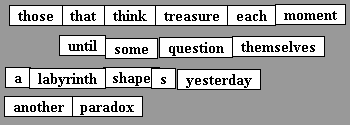 those that think treasure each moment
until some question themselves
a labyrinth shape s yesterday
another paradox